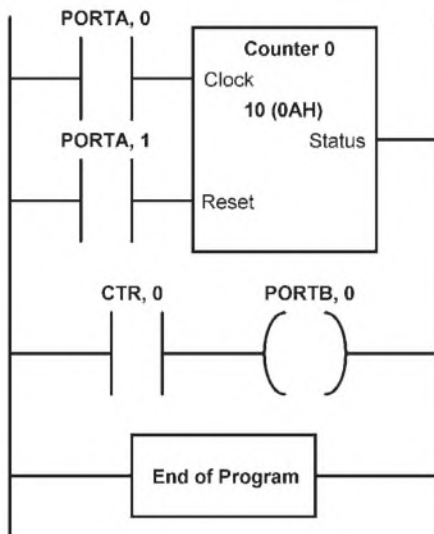 PORTA, 0
Counter 0
Clock
10 (0AH)
PORTA, 1
Status
Reset
CTR, 0
PORTB, 0
End of Program